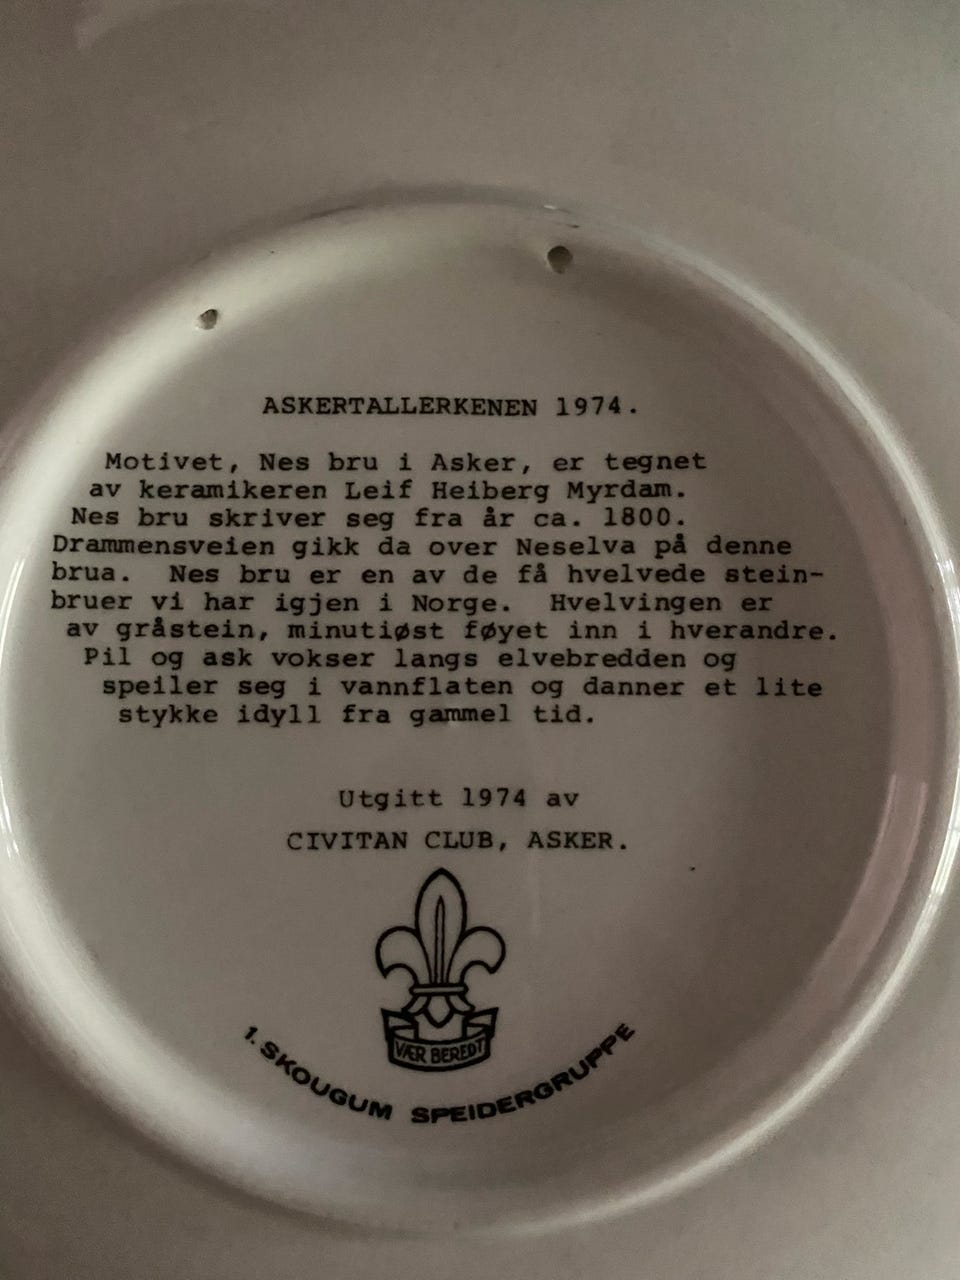 ASKERTALLERKENEN 1974.
Motivet, Nes bru i Asker, er tegnet
av keramikeren Leif Heiberg Myrdam.
Nes bru skriver seg fra år ca. 1800.
Drammensveien gikk da over Neselva på denne
brua. Nes bru er en av de få hvelvede stein-
bruer vi har igjen i Norge. Hvelvingen er
av gråstein, minutiøst føyet inn i hverandre.
Pil og ask vokser langs elvebredden og
speiler seg i vannflaten og danner et lite
stykke idyll fra gammel tid.
Utgitt 1974 av
CIVITAN CLUB, ASKER.
VÆR BEREDT
1. SKOUGUM SPEIDERGRUPPE